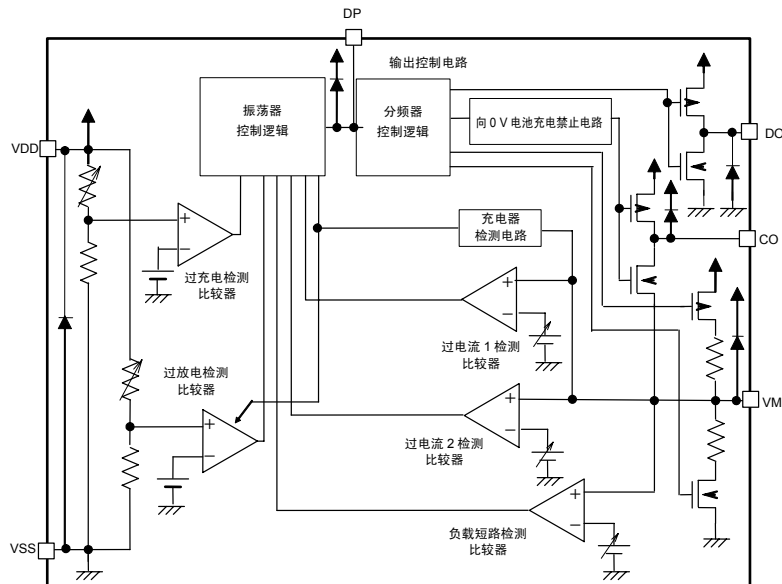 DP
输出控制电路
振荡器
控制逻辑
分频器
控制逻辑
向 0 V 电池充电禁止电路
VDD
DO
充电器
检测电路
CO
+
−
过充电检测
比较器
+
−
过电流 1 检测
比较器
过放电检测
比较器
+
−
VM
+
−
过电流 2 检测
比较器
+
−
负载短路检测
比较器
VSS